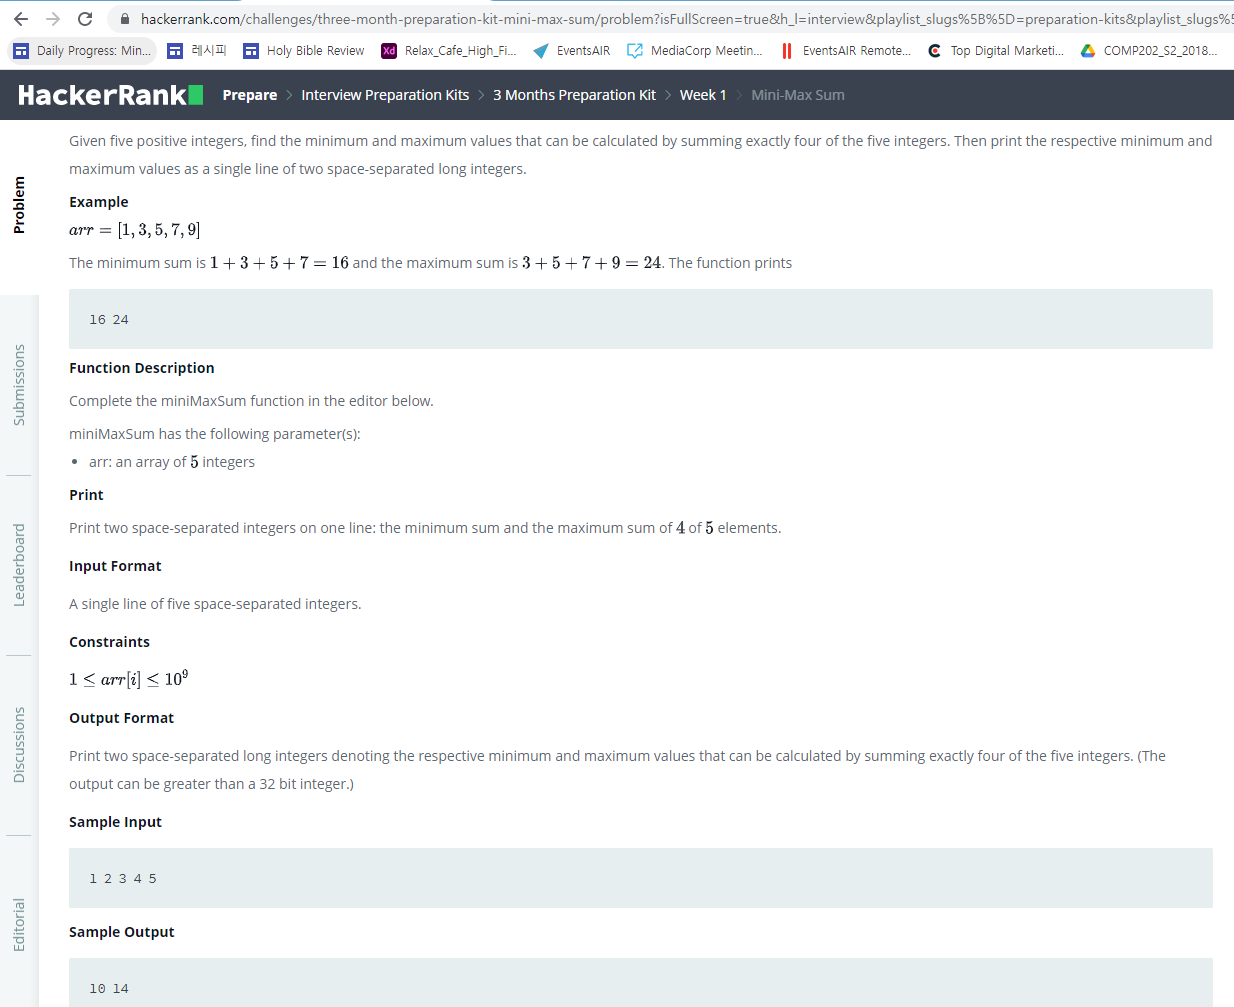 hackerrank.com/challenges/three-month-preparation-kit-mini-max-sum/problem?isFullScreen=true&h_l=interview&playlist_slugs%5B%5D=preparation-kits&playlist_slugs%5
Daily Progress: Min... 레시피 Holy Bible Review Xd Relax_Cafe_High_Fi... EventsAIR MediaCorp Meetin... EventsAIR Remote... Top Digital Marketi... COMP202_S2_2018...
HackerRank Prepare > Interview Preparation Kits > 3 Months Preparation Kit > Week 1 > Mini-Max Sum
Problem
Submissions
Leaderboard
Discussions
Editorial
Given five positive integers, find the minimum and maximum values that can be calculated by summing exactly four of the five integers. Then print the respective minimum and
maximum values as a single line of two space-separated long integers.
Example
arr = [1, 3, 5, 7, 9]
The minimum sum is 1 + 3 + 5 + 7 = 16 and the maximum sum is 3 + 5 + 7 + 9 = 24. The function prints
16 24
Function Description
Complete the miniMaxSum function in the editor below.
miniMaxSum has the following parameter(s):
• arr: an array of 5 integers
Print
Print two space-separated integers on one line: the minimum sum and the maximum sum of 4 of 5 elements.
Input Format
A single line of five space-separated integers.
Constraints
1 ≤ arr[i] ≤ 10⁹
Output Format
Print two space-separated long integers denoting the respective minimum and maximum values that can be calculated by summing exactly four of the five integers. (The
output can be greater than a 32 bit integer.)
Sample Input
1 2 3 4 5
Sample Output
10 14